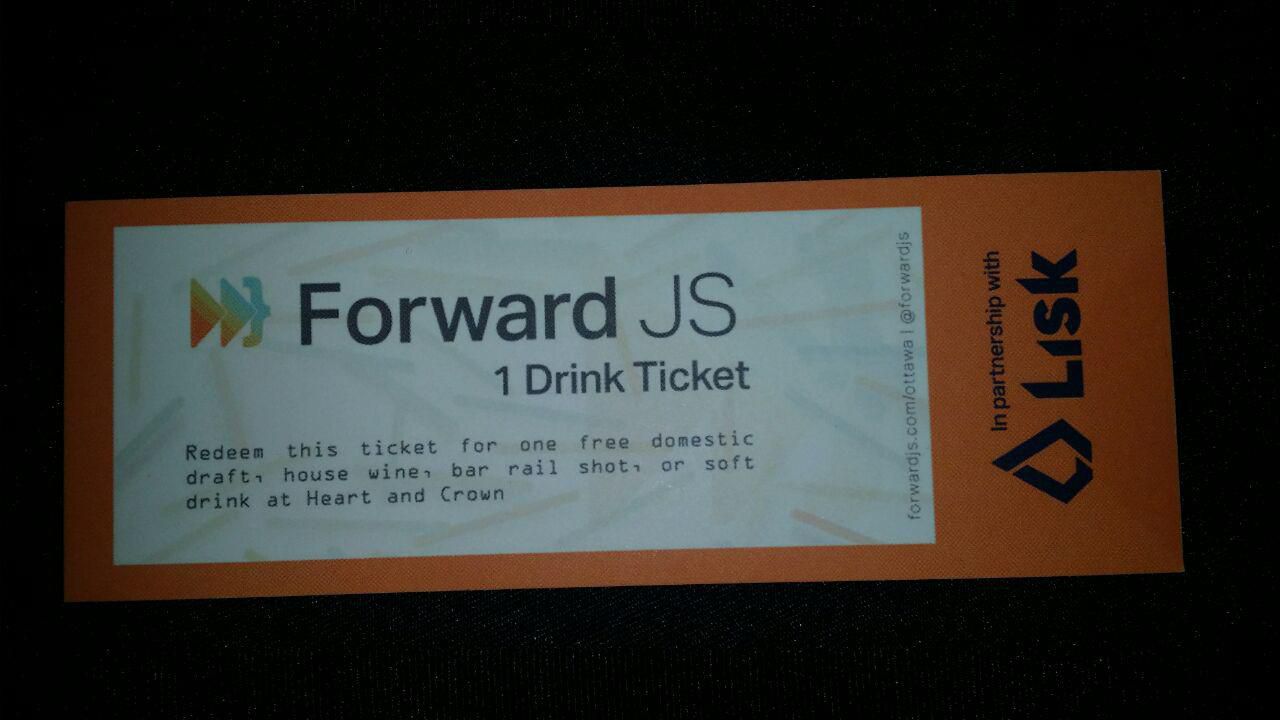 Forward JS
1 Drink Ticket
Redeem this ticket for one free domestic
draft, house wine, bar rail shot, or soft
drink at Heart and Crown
forwardjs.com/ottawa | @forwardjs
In partnership with
Lisk